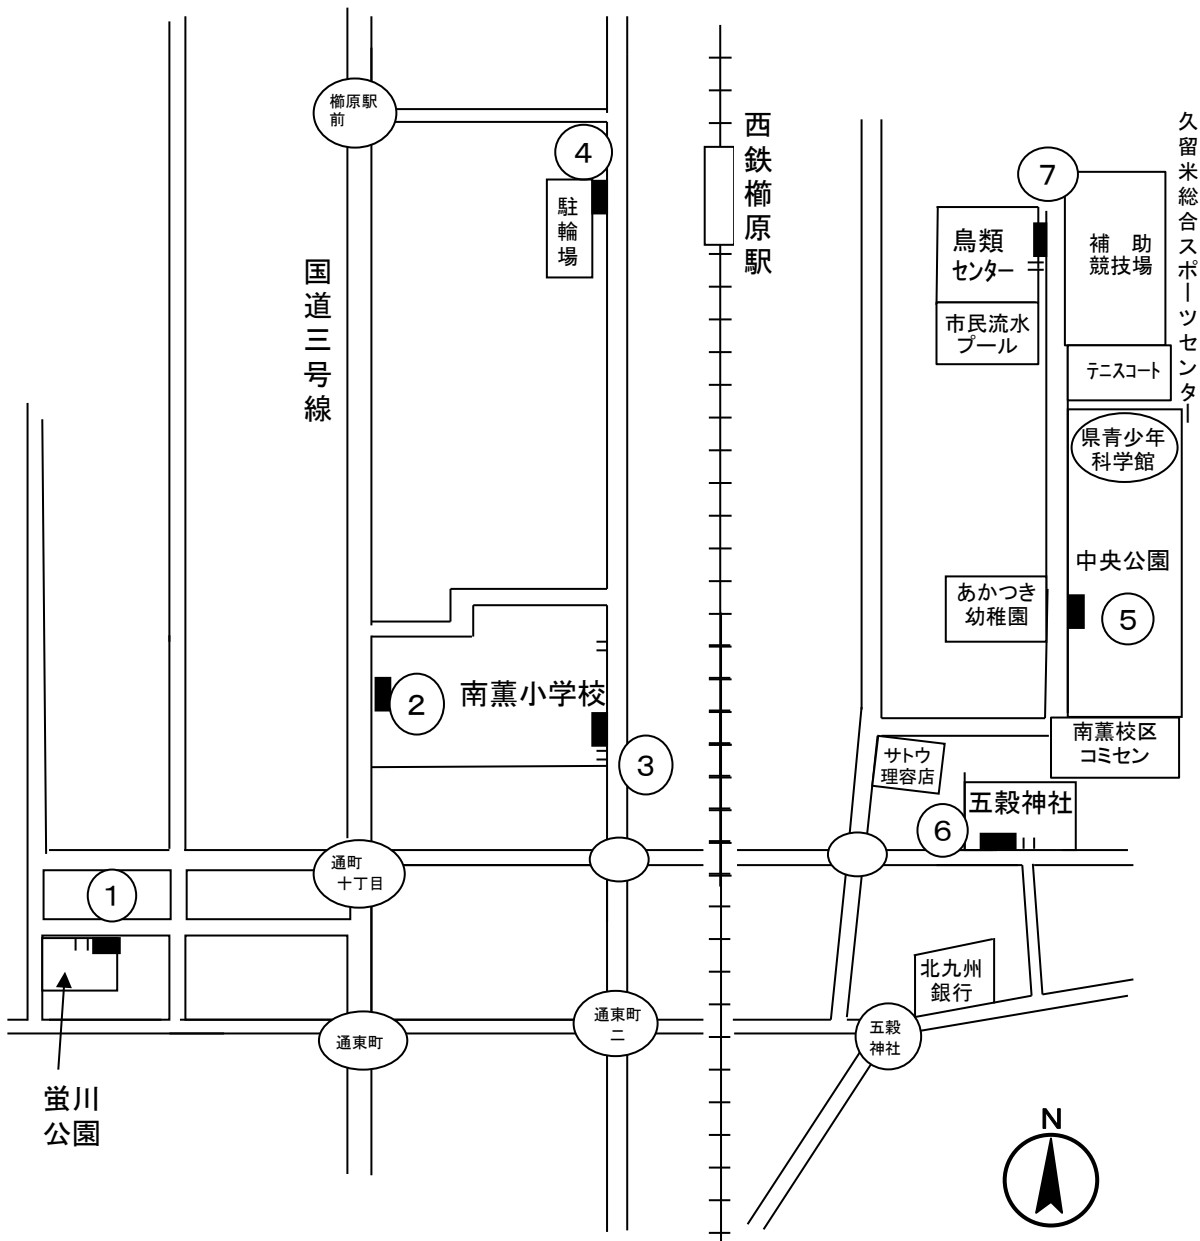 櫛原駅
前
④
駐輪場
西鉄櫛原駅
国道三号線
久留米総合スポーツセンター
⑦
鳥類
センター
補 助
競技場
市民流水
プール
テニスコート
県青少年
科学館
中央公園
あかつき
幼稚園
⑤
②
南薫小学校
③
南薫校区
コミセン
サトウ
理容店
五穀神社
⑥
通町
十丁目
①
北九州
銀行
通東町
通東町
二
五穀
神社
蛍川
公園
N